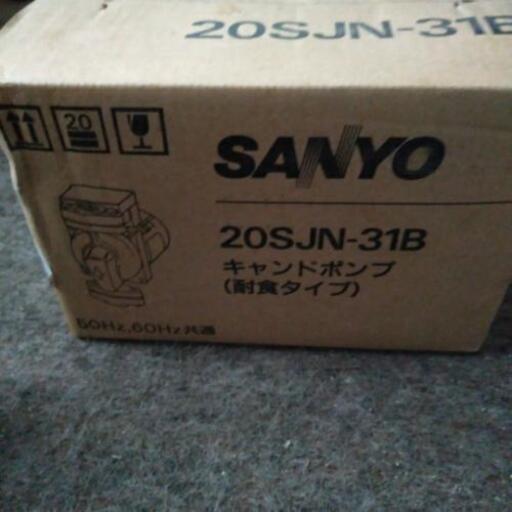 20SJN-31B
20
SANYO
20SJN-31B
キャンドポンプ
(耐食タイプ)
50Hz,60Hz共通